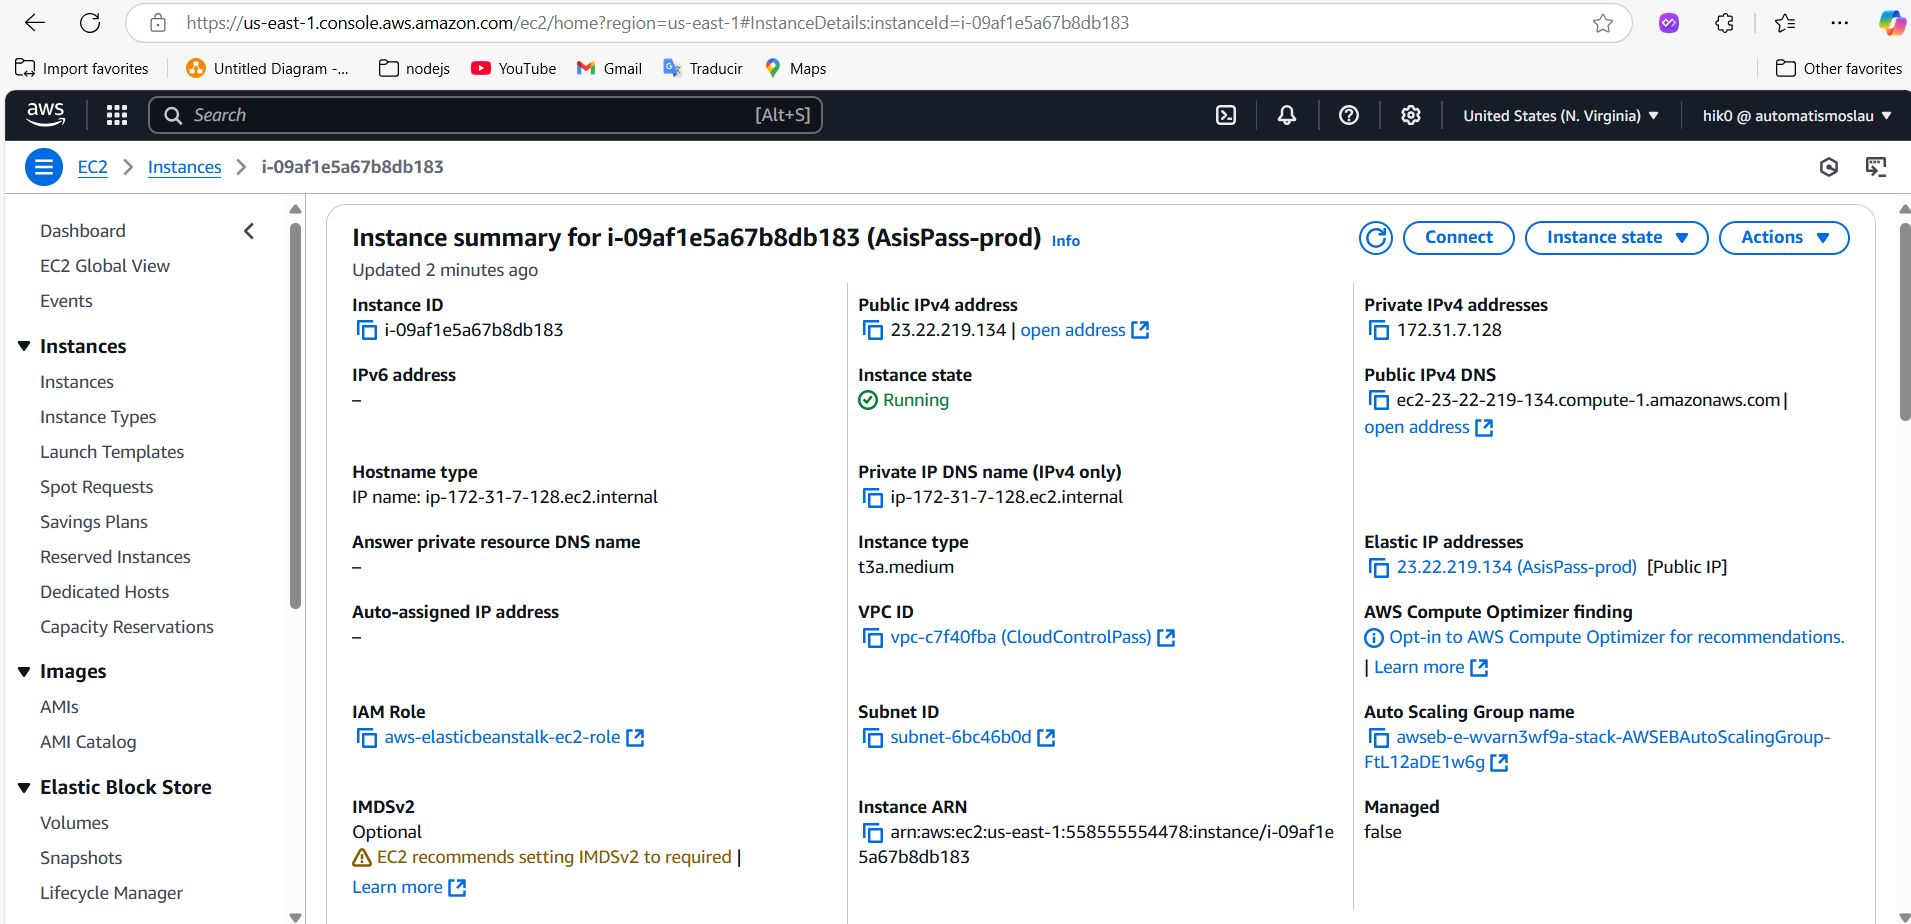 https://us-east-1.console.aws.amazon.com/ec2/home?region=us-east-1#InstanceDetails:instanceId=i-09af1e5a67b8db183
Import favorites
Untitled Diagram -...
nodejs
YouTube
Gmail
Traducir
Maps
Other favorites
aws
Search
[Alt+S]
United States (N. Virginia)
hik0 @ automatismoslau
EC2
Instances
i-09af1e5a67b8db183
Dashboard
EC2 Global View
Events
Instances
Instances
Instance Types
Launch Templates
Spot Requests
Savings Plans
Reserved Instances
Dedicated Hosts
Capacity Reservations
Images
AMIs
AMI Catalog
Elastic Block Store
Volumes
Snapshots
Lifecycle Manager
Instance summary for i-09af1e5a67b8db183 (AsisPass-prod) Info
Updated 2 minutes ago
Connect
Instance state
Actions
Instance ID
i-09af1e5a67b8db183
Public IPv4 address
23.22.219.134 | open address
Private IPv4 addresses
172.31.7.128
IPv6 address
–
Instance state
Running
Public IPv4 DNS
ec2-23-22-219-134.compute-1.amazonaws.com |
open address
Hostname type
IP name: ip-172-31-7-128.ec2.internal
Private IP DNS name (IPv4 only)
ip-172-31-7-128.ec2.internal
Answer private resource DNS name
–
Instance type
t3a.medium
Elastic IP addresses
23.22.219.134 (AsisPass-prod) [Public IP]
Auto-assigned IP address
–
VPC ID
vpc-c7f40fba (CloudControlPass)
AWS Compute Optimizer finding
Opt-in to AWS Compute Optimizer for recommendations.
| Learn more
IAM Role
aws-elasticbeanstalk-ec2-role
Subnet ID
subnet-6bc46b0d
Auto Scaling Group name
awseb-e-wvarn3wf9a-stack-AWSEBAutoScalingGroup-
FtL12aDE1w6g
IMDSv2
Optional
EC2 recommends setting IMDSv2 to required |
Learn more
Instance ARN
arn:aws:ec2:us-east-1:558555554478:instance/i-09af1e
5a67b8db183
Managed
false